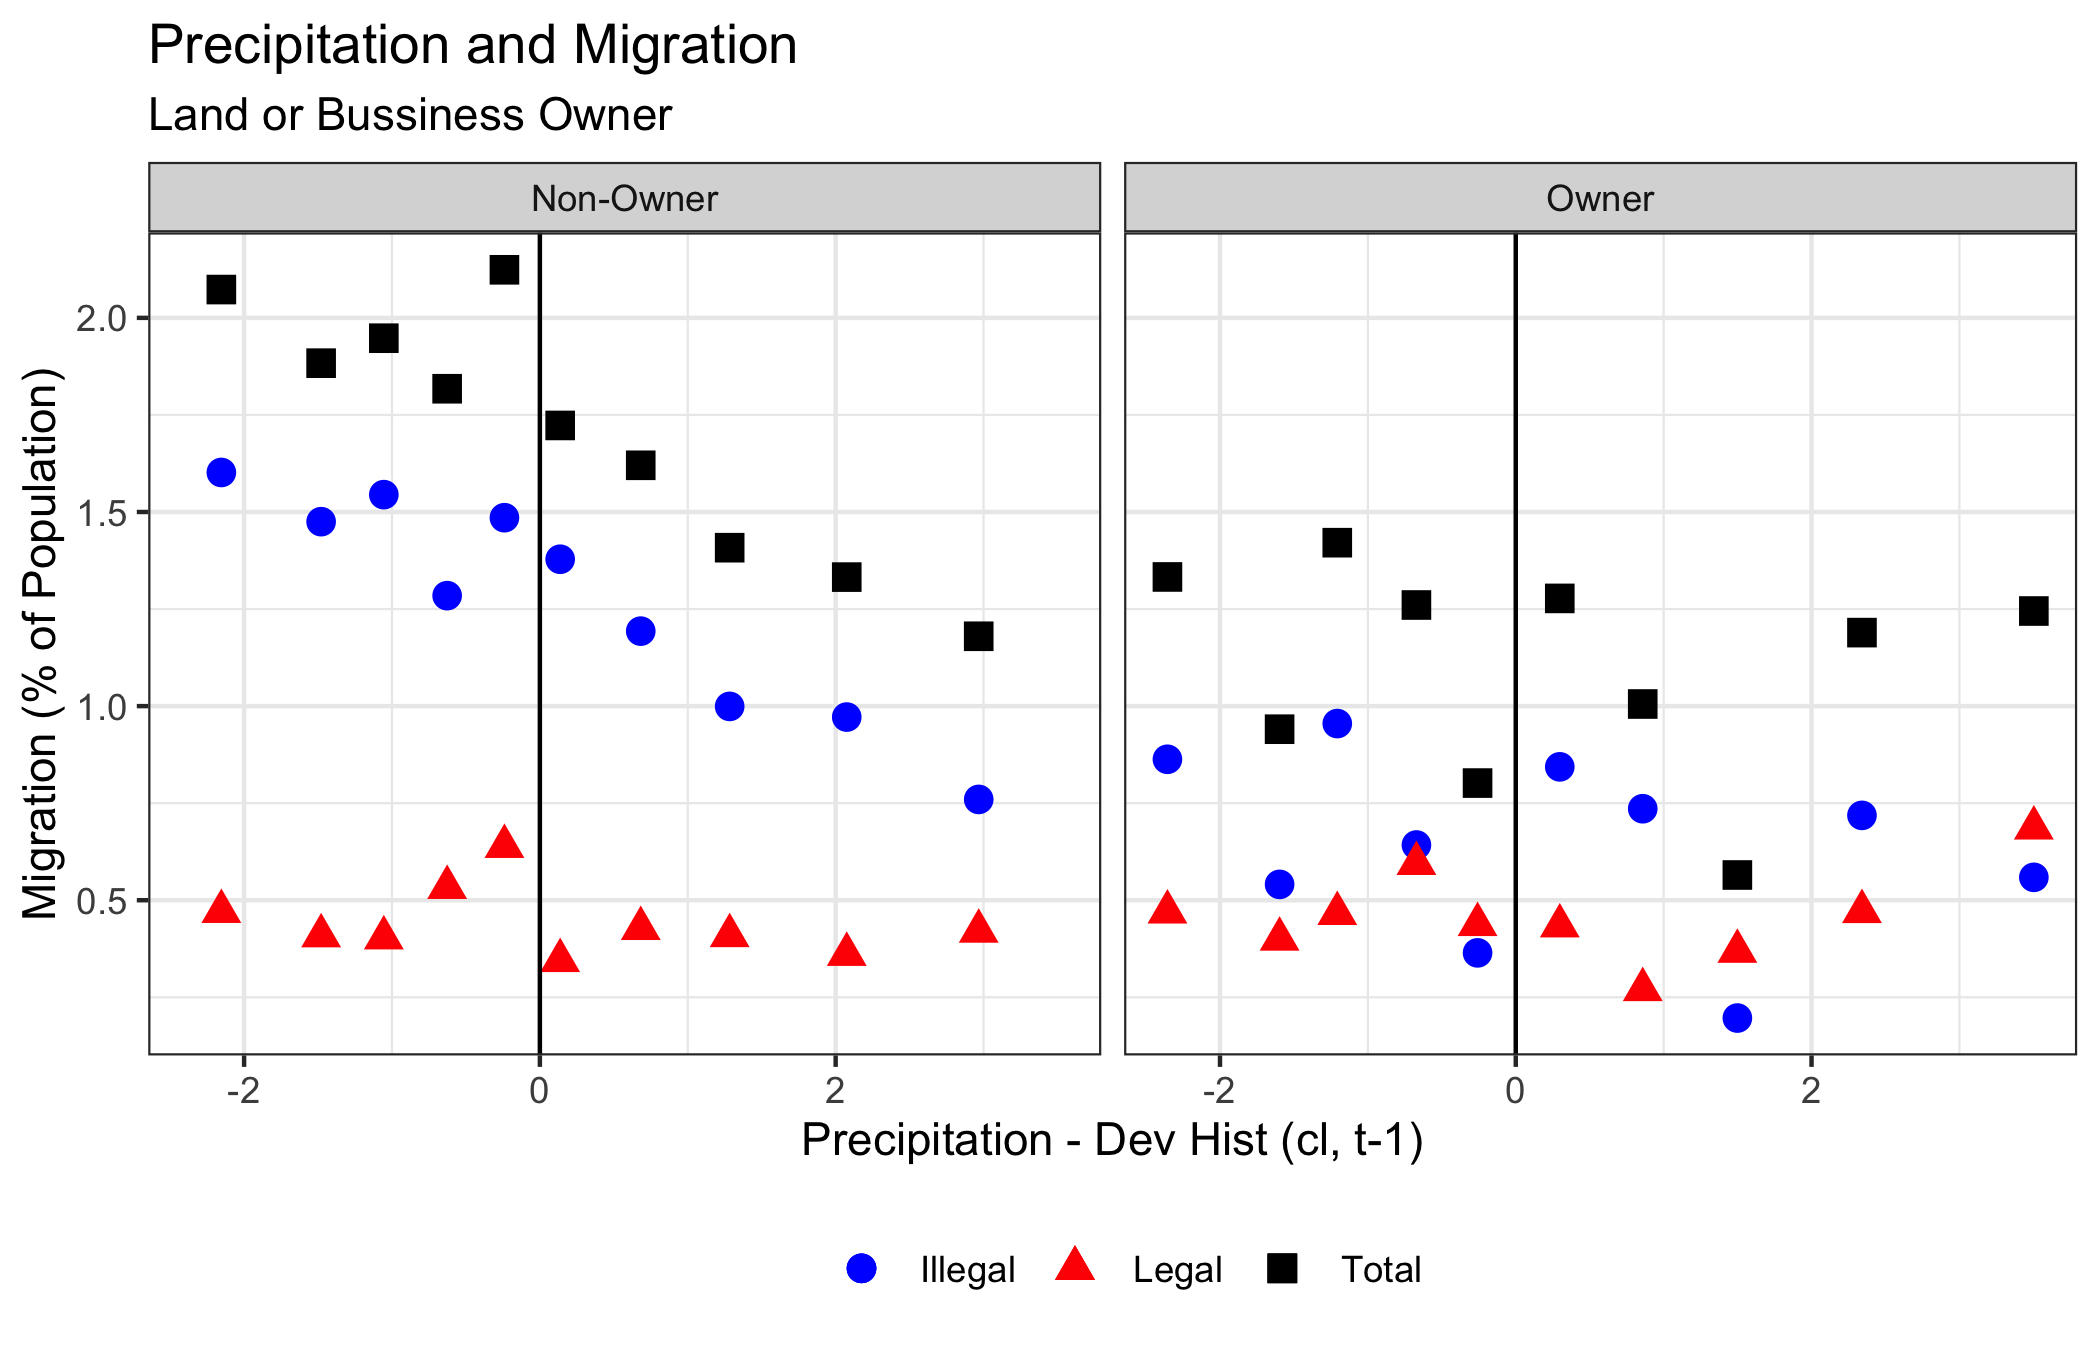 Precipitation and Migration
Land or Bussiness Owner
Non-Owner
Owner
Migration (% of Population)
2.0
1.5
1.0
0.5
-2 0 2
-2 0 2
Precipitation - Dev Hist (cl, t-1)
Illegal Legal Total